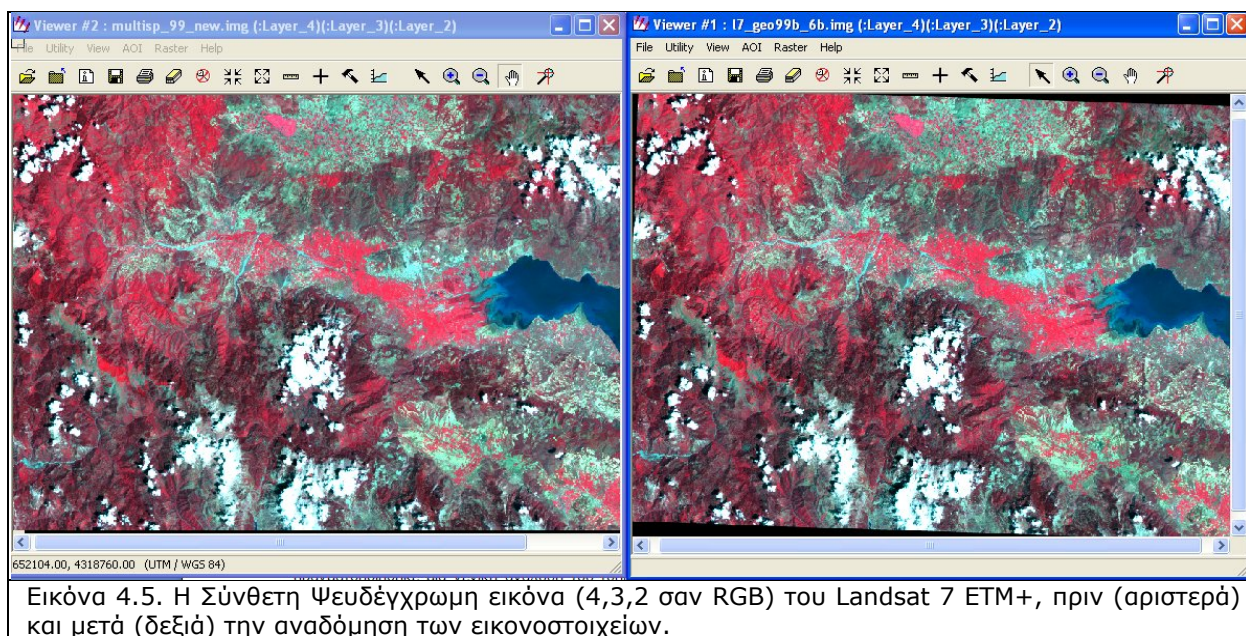 Viewer #2 : multisp_99_new.img (:Layer_4)(:Layer_3)(:Layer_2)
File Utility View AOI Raster Help
652104.00, 4318760.00 (UTM / WGS 84)
Viewer #1 : l7_geo99b_6b.img (:Layer_4)(:Layer_3)(:Layer_2)
File Utility View AOI Raster Help
Εικόνα 4.5. Η Σύνθετη Ψευδέγχρωμη εικόνα (4,3,2 σαν RGB) του Landsat 7 ETM+, πριν (αριστερά)
και μετά (δεξιά) την αναδόμηση των εικονοστοιχείων.